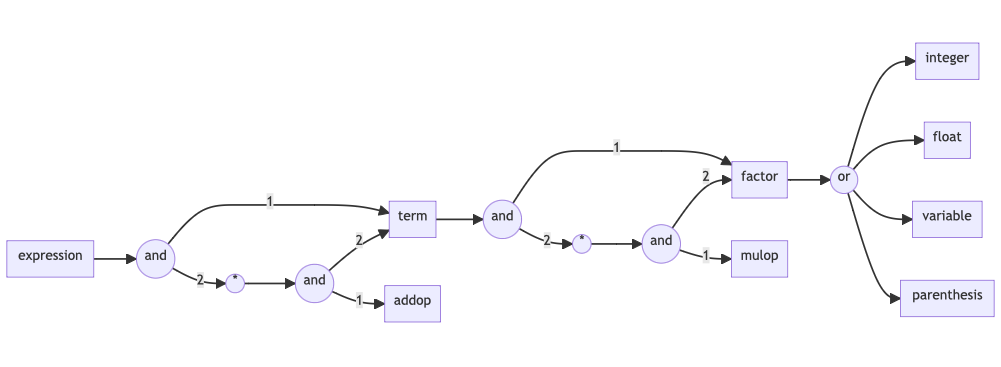 expression
and
1
2
*
and
2
1
term
addop
and
1
2
*
and
2
1
factor
mulop
or
integer
float
variable
parenthesis